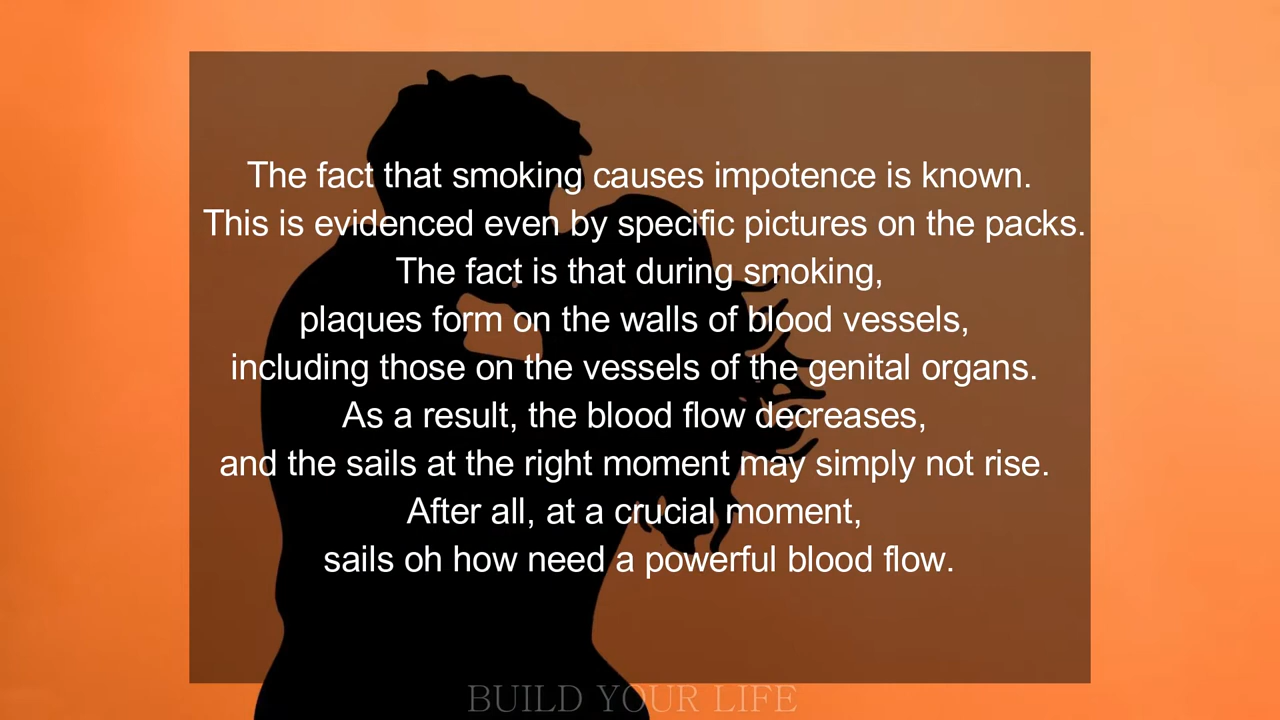 The fact that smoking causes impotence is known.
This is evidenced even by specific pictures on the packs.
The fact is that during smoking,
plaques form on the walls of blood vessels,
including those on the vessels of the genital organs.
As a result, the blood flow decreases,
and the sails at the right moment may simply not rise.
After all, at a crucial moment,
sails oh how need a powerful blood flow.
BUILD YOUR LIFE